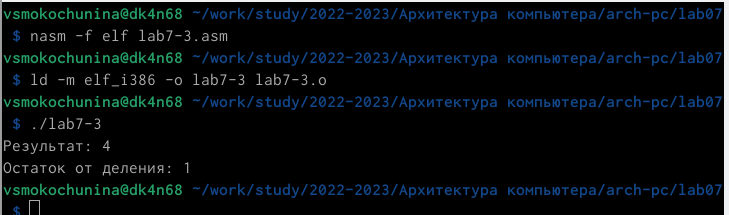 vsmokochunina@dk4n68 ~/work/study/2022-2023/Архитектура компьютера/arch-pc/lab07
$ nasm -f elf lab7-3.asm
vsmokochunina@dk4n68 ~/work/study/2022-2023/Архитектура компьютера/arch-pc/lab07
$ ld -m elf_i386 -o lab7-3 lab7-3.o
vsmokochunina@dk4n68 ~/work/study/2022-2023/Архитектура компьютера/arch-pc/lab07
$ ./lab7-3
Результат: 4
Остаток от деления: 1
vsmokochunina@dk4n68 ~/work/study/2022-2023/Архитектура компьютера/arch-pc/lab07
$